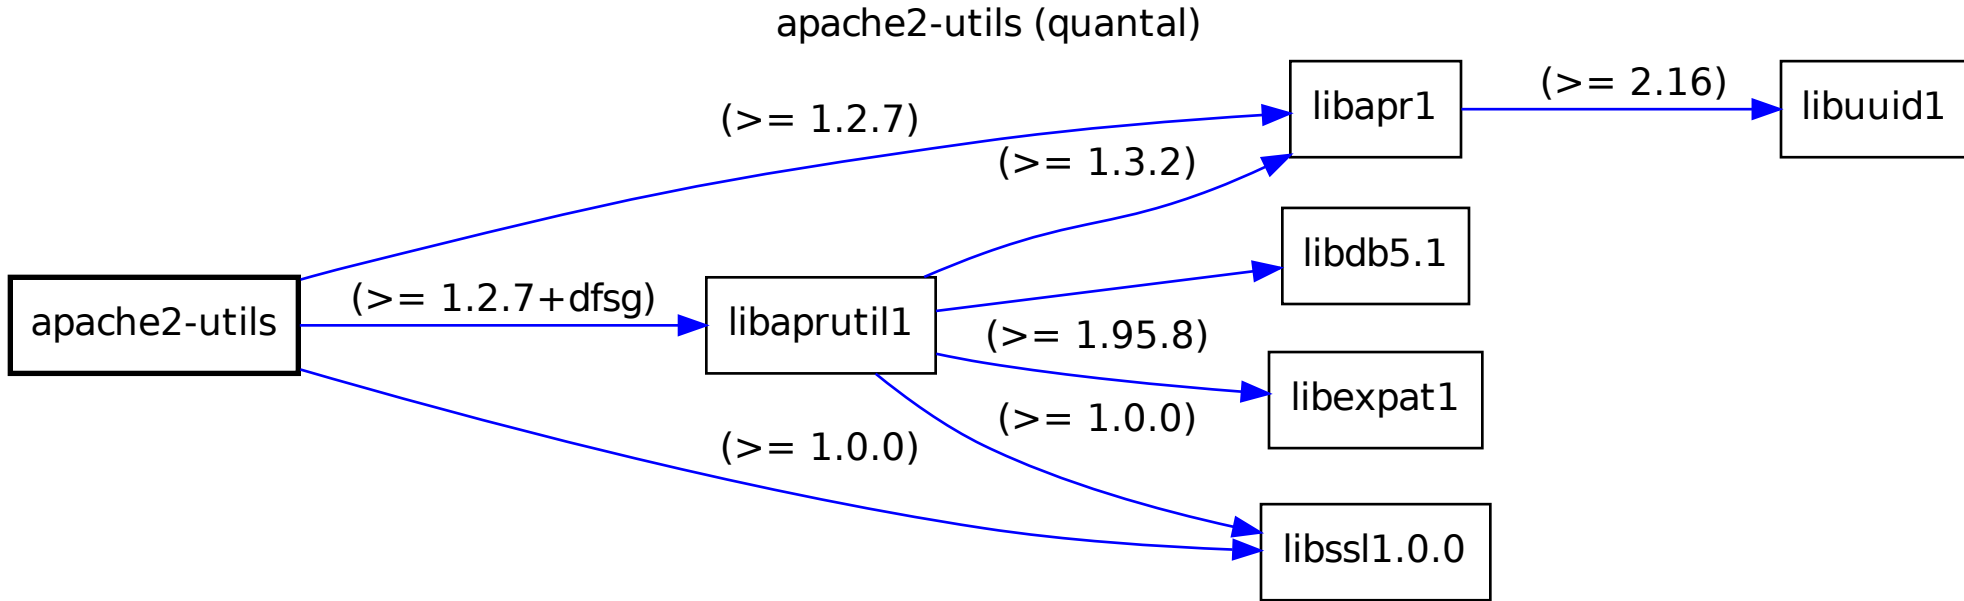 apache2-utils (quantal)
(>= 1.2.7)
libapr1
(>= 2.16)
libuuid1
(>= 1.3.2)
libdb5.1
apache2-utils
(>= 1.2.7+dfsg)
libaprutil1
(>= 1.95.8)
libexpat1
(>= 1.0.0)
(>= 1.0.0)
libssl1.0.0